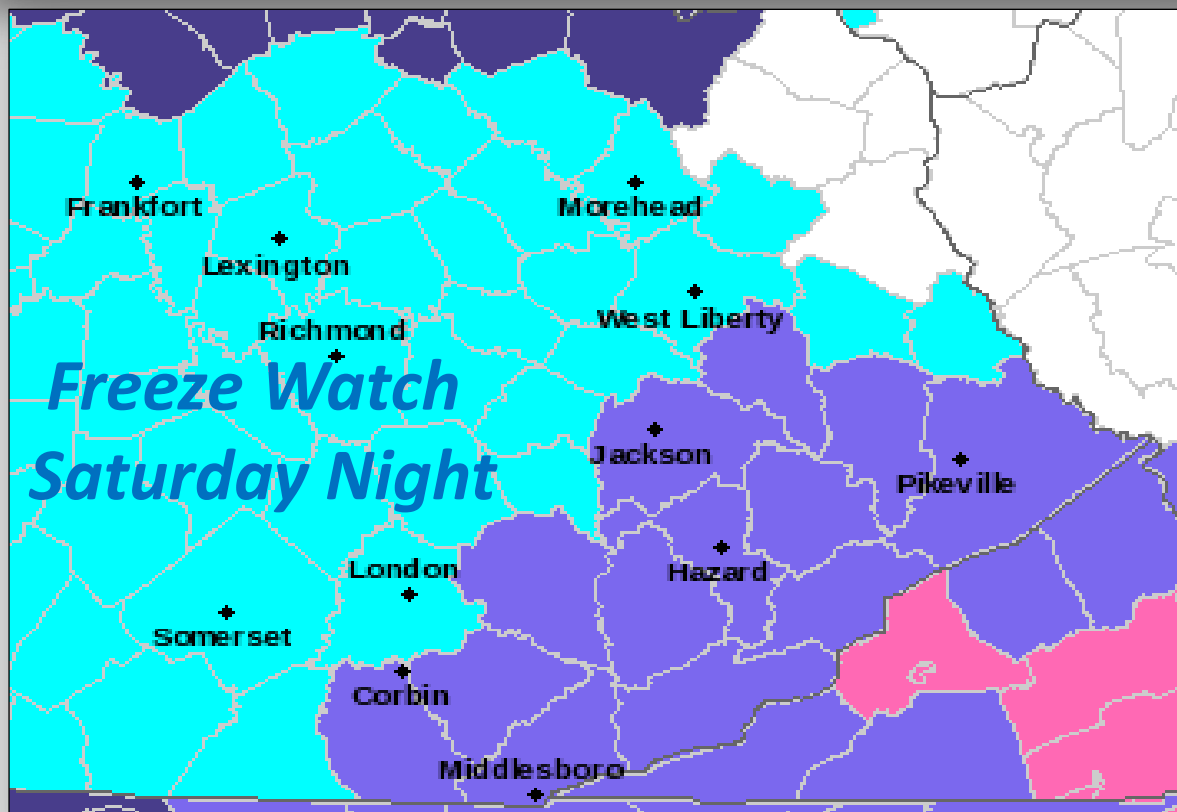 Frankfort
Morehead
Lexington
West Liberty
Richmond
Freeze Watch
Saturday Night
Jackson
Pikeville
London
Hazard
Somerset
Corbin
Middlesboro